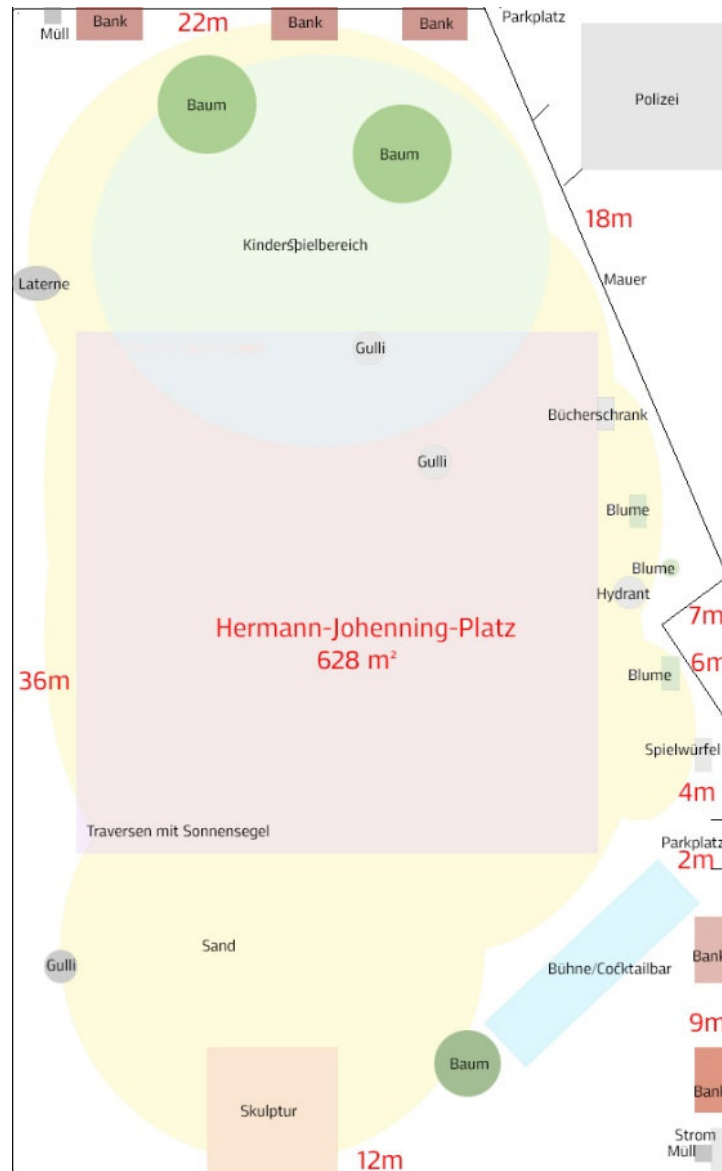 22m
Bank
Bank
Bank
Parkplatz
Müll
Polizei
Baum
Baum
18m
Kinderspielbereich
Mauer
Laterne
Gulli
Bücherschrank
Gulli
Blume
Blume
Hydrant
7m
Hermann-Johenning-Platz
628 m²
6m
36m
Blume
Spielwürfel
4m
Traversen mit Sonnensegel
Parkplatz
2m
Sand
Gulli
Bühne/Cocktailbar
Bank
9m
Baum
Bank
Skulptur
Strom
Müll
12m